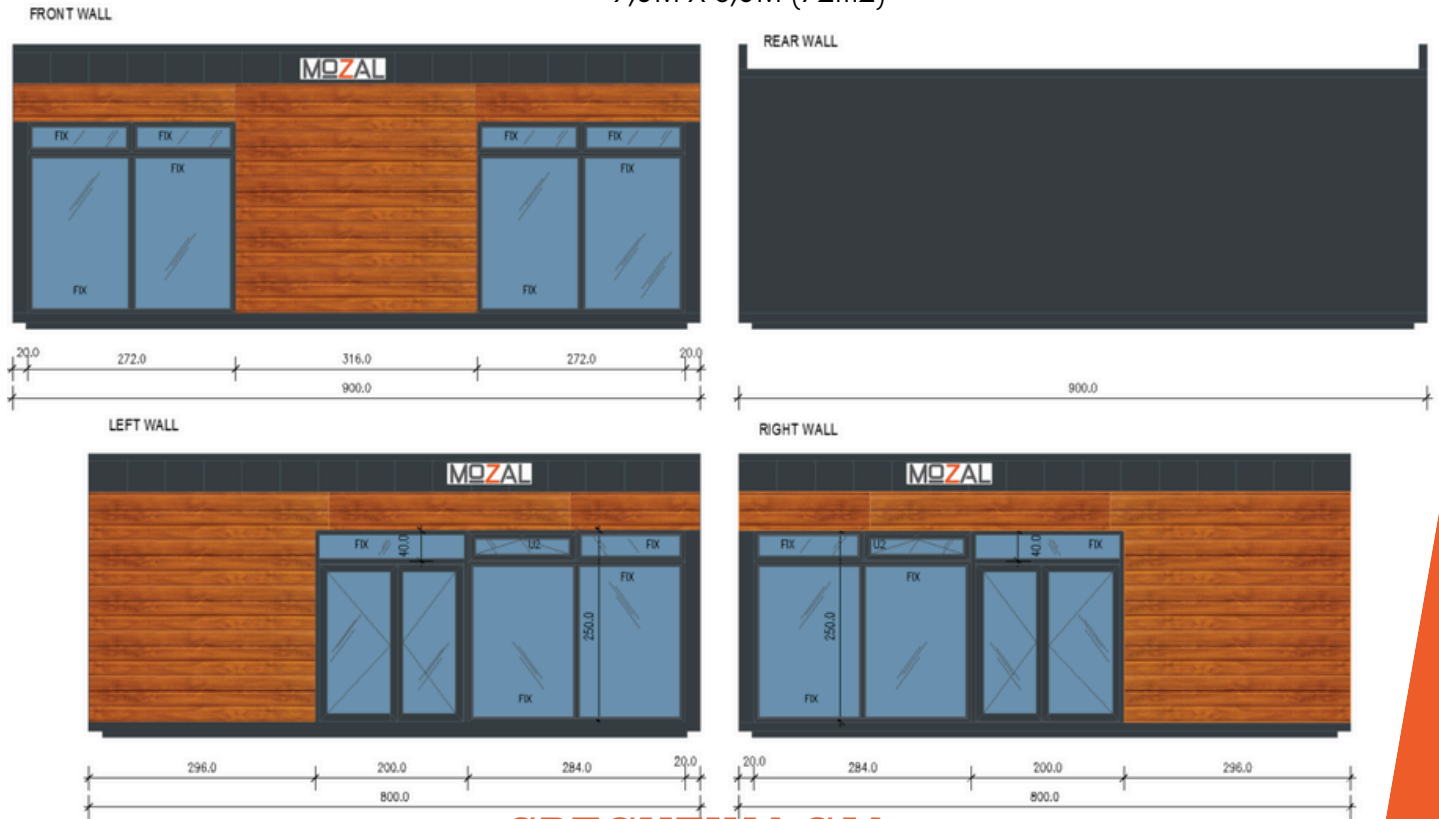 (72m2)
FRONT WALL
REAR WALL
MOZAL
FIX FIX FIX FIX
FIX FIX
FIX FIX
20.0 272.0 316.0 272.0 20.0
900.0
900.0
LEFT WALL
RIGHT WALL
MOZAL
MOZAL
FIX 40.0 U2 FIX
FIX U2 40.0 FIX
FIX
FIX
250.0
250.0
FIX
FIX
296.0 200.0 284.0 20.0
20.0 284.0 200.0 296.0
800.0
800.0